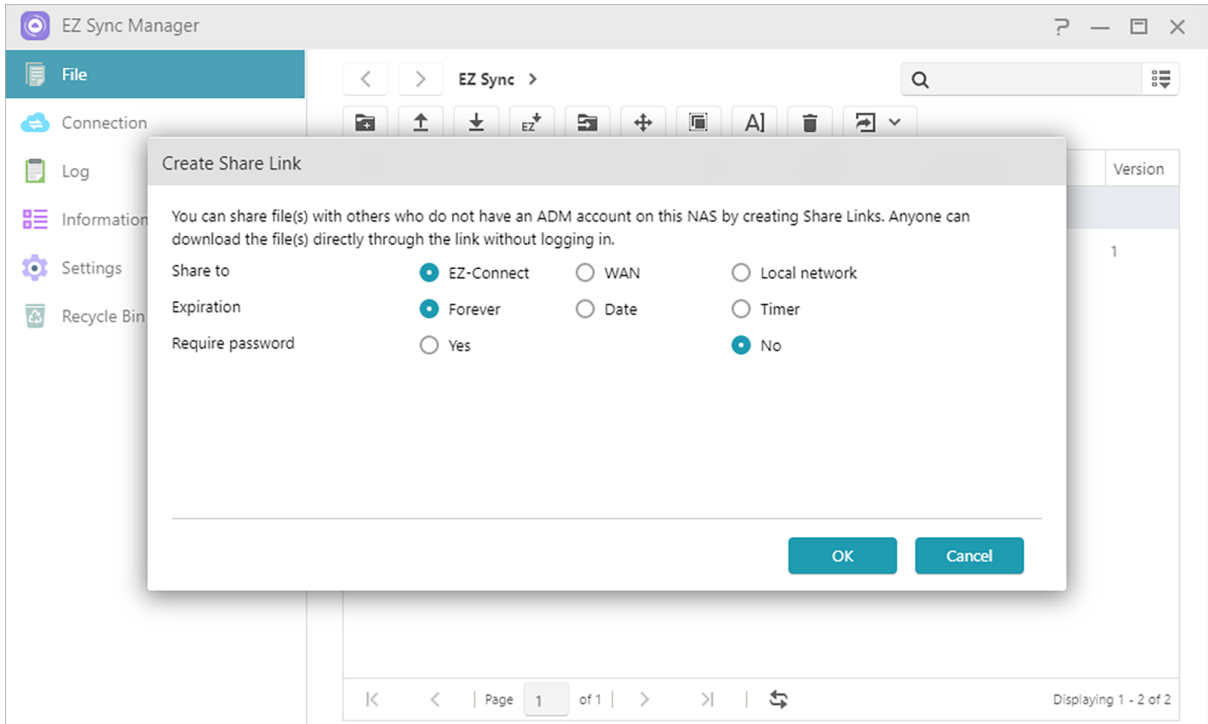 EZ Sync Manager
File
EZ Sync
Connection
EZ
A]
Log
Create Share Link
Version
You can share file(s) with others who do not have an ADM account on this NAS by creating Share Links. Anyone can
download the file(s) directly through the link without logging in.
Information
1
Settings
Share to EZ-Connect WAN Local network
Expiration Forever Date Timer
Recycle Bin
Require password Yes No
OK Cancel
Page 1 of 1 Displaying 1 - 2 of 2